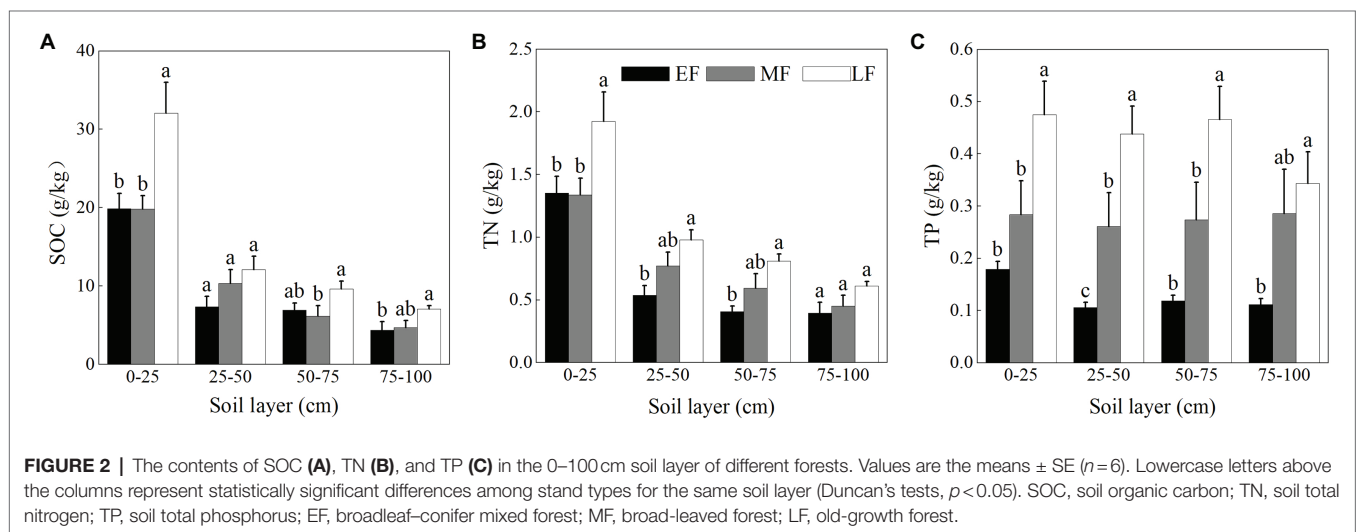 A
B
C
40
30
20
10
0
SOC (g/kg)
b b a
a a a
ab b a
b ab a
0-25 25-50 50-75 75-100
Soil layer (cm)
2.5
2.0
1.5
1.0
0.5
0.0
TN (g/kg)
EF MF LF
b b a
b ab a
b ab a
a a a
0-25 25-50 50-75 75-100
Soil layer (cm)
0.6
0.5
0.4
0.3
0.2
0.1
0.0
TP (g/kg)
b b a
c b a
b b a
b ab a
0-25 25-50 50-75 75-100
Soil layer (cm)
FIGURE 2 | The contents of SOC (A), TN (B), and TP (C) in the 0–100 cm soil layer of different forests. Values are the means ± SE (n = 6). Lowercase letters above
the columns represent statistically significant differences among stand types for the same soil layer (Duncan's tests, p < 0.05). SOC, soil organic carbon; TN, soil total
nitrogen; TP, soil total phosphorus; EF, broadleaf–conifer mixed forest; MF, broad-leaved forest; LF, old-growth forest.